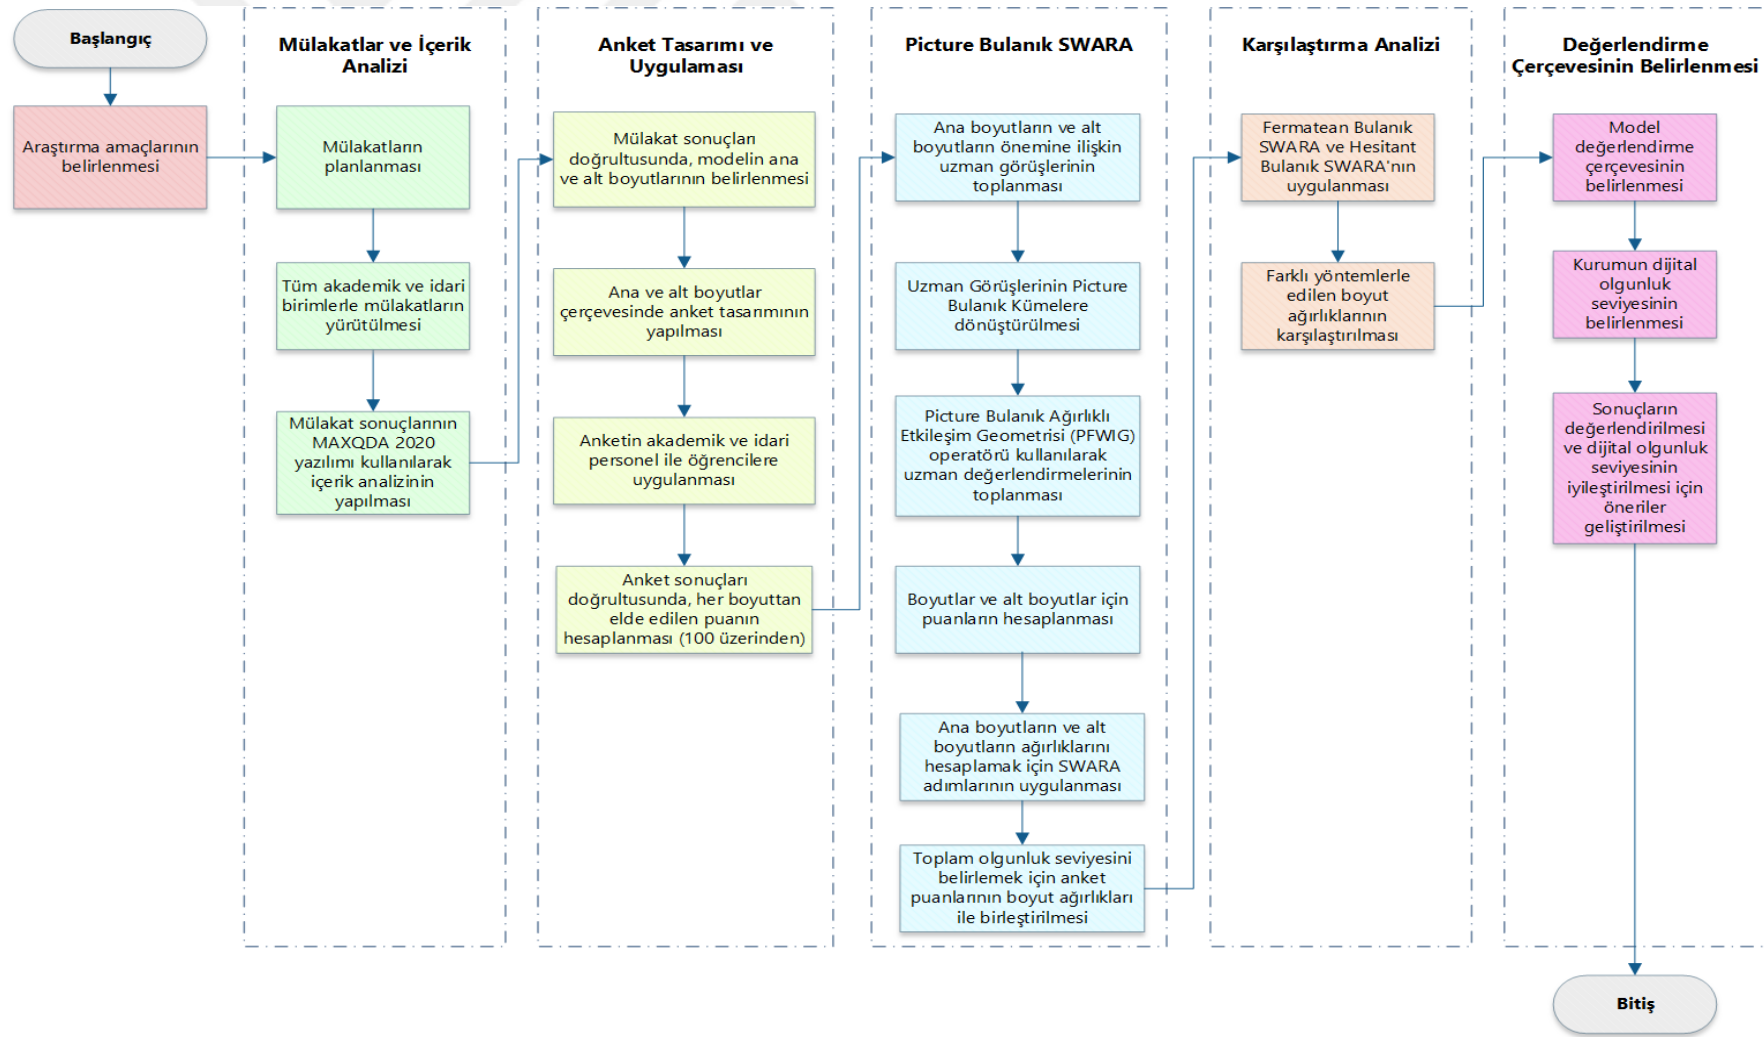 Başlangıç
Araştırma amaçlarının
belirlenmesi
Mülakatlar ve İçerik
Analizi
Mülakatların
planlanması
Tüm akademik ve idari
birimlerle mülakatların
yürütülmesi
Mülakat sonuçlarının
MAXQDA 2020
yazılımı kullanılarak
içerik analizinin
yapılması
Anket Tasarımı ve
Uygulaması
Mülakat sonuçları
doğrultusunda, modelin ana
ve alt boyutlarının belirlenmesi
Ana ve alt boyutlar
çerçevesinde anket tasarımının
yapılması
Anketin akademik ve idari
personel ile öğrencilere
uygulanması
Anket sonuçları
doğrultusunda, her boyuttan
elde edilen puanın
hesaplanması (100 üzerinden)
Picture Bulanık SWARA
Ana boyutların ve alt
boyutların önemine ilişkin
uzman görüşlerinin
toplanması
Uzman Görüşlerinin Picture
Bulanık Kümelere
dönüştürülmesi
Picture Bulanık Ağırlıklı
Etkileşim Geometrisi (PFWIG)
operatörü kullanılarak
uzman değerlendirmelerinin
toplanması
Boyutlar ve alt boyutlar için
puanların hesaplanması
Ana boyutların ve alt
boyutların ağırlıklarını
hesaplamak için SWARA
adımlarının uygulanması
Toplam olgunluk seviyesini
belirlemek için anket
puanlarının boyut ağırlıkları
ile birleştirilmesi
Karşılaştırma Analizi
Fermatean Bulanık
SWARA ve Hesitant
Bulanık SWARA'nın
uygulanması
Farklı yöntemlerle
edilen boyut
ağırlıklarının
karşılaştırılması
Değerlendirme
Çerçevesinin Belirlenmesi
Model
değerlendirme
çerçevesinin
belirlenmesi
Kurumun dijital
olgunluk
seviyesinin
belirlenmesi
Sonuçların
değerlendirilmesi
ve dijital olgunluk
seviyesinin
iyileştirilmesi için
öneriler
geliştirilmesi
Bitiş